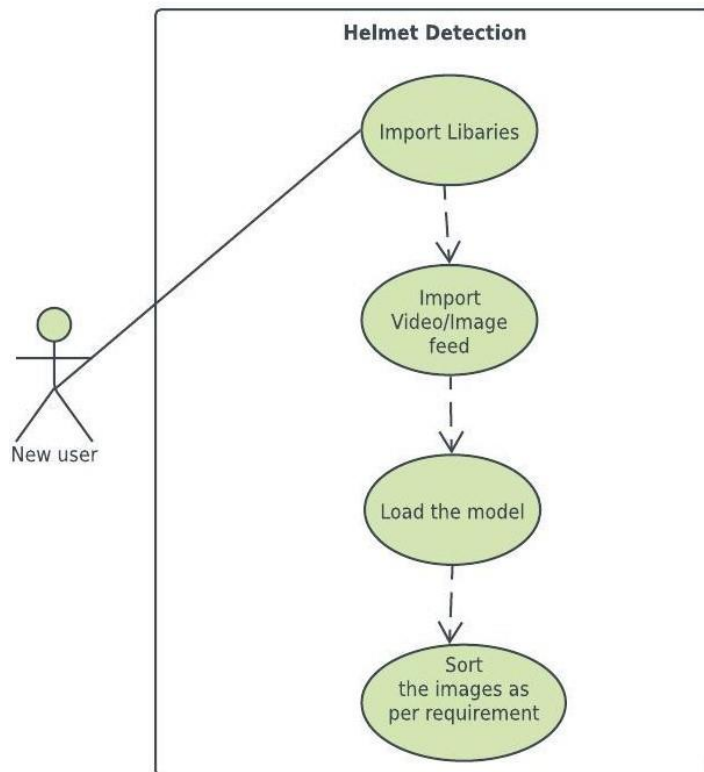 Helmet Detection
Import Libaries
Import
Video/Image
feed
New user
Load the model
Sort
the images as
per requirement